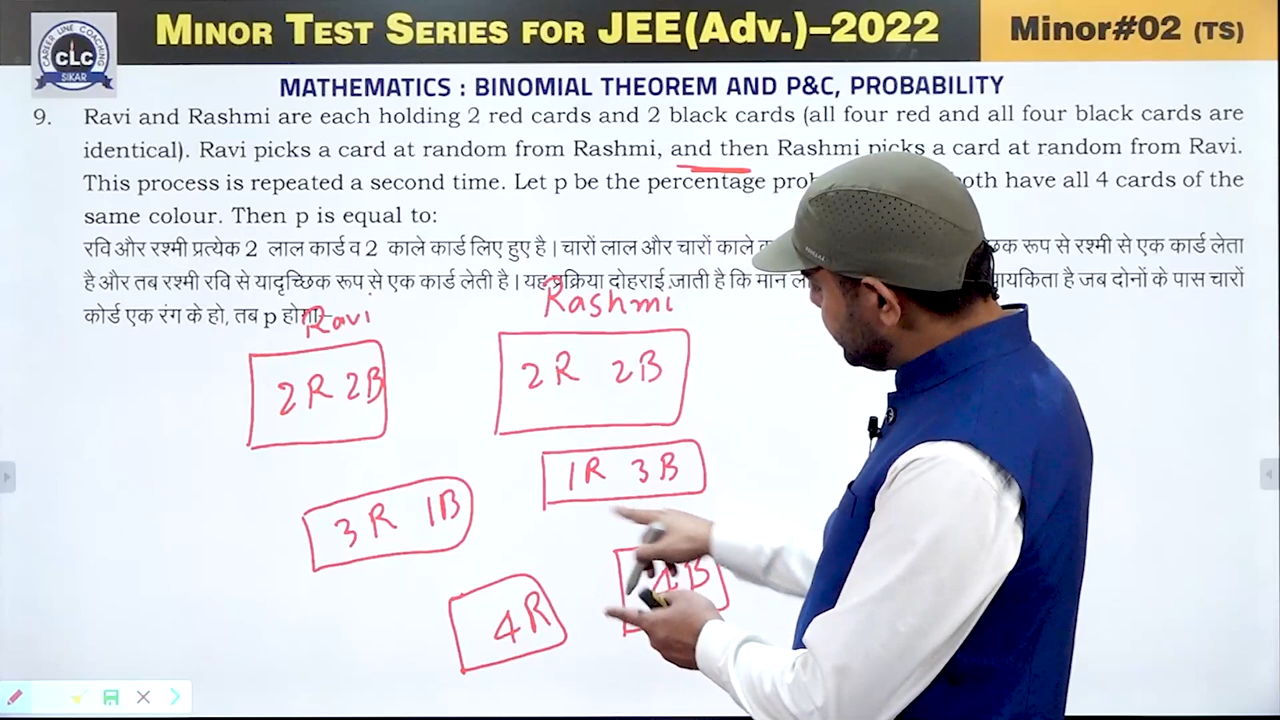 MINOR TEST SERIES FOR JEE(Adv.)–2022
Minor#02 (TS)
CAREER LINE COACHING
CLC
SIKAR
MATHEMATICS : BINOMIAL THEOREM AND P&C, PROBABILITY
9. Ravi and Rashmi are each holding 2 red cards and 2 black cards (all four red and all four black cards are
identical). Ravi picks a card at random from Rashmi, and then Rashmi picks a card at random from Ravi.
This process is repeated a second time. Let p be the percentage both have all 4 cards of the
same colour. Then p is equal to:
रवि और रश्मी प्रत्येक 2 लाल कार्ड व 2 काले कार्ड लिए हुए है। चारों लाल और चारों काले रूप से रश्मी से एक कार्ड लेता
है और तब रश्मी रवि से यादृच्छिक रूप से एक कार्ड लेती है। यह प्रक्रिया दोहराई जाती है कि मान है जब दोनों के पास चारों
कोर्ड एक रंग के हो, तब p होगा–
Ravi
Rashmi
2R 2B
2R 2B
1R 3B
3R 1B
4B
4R